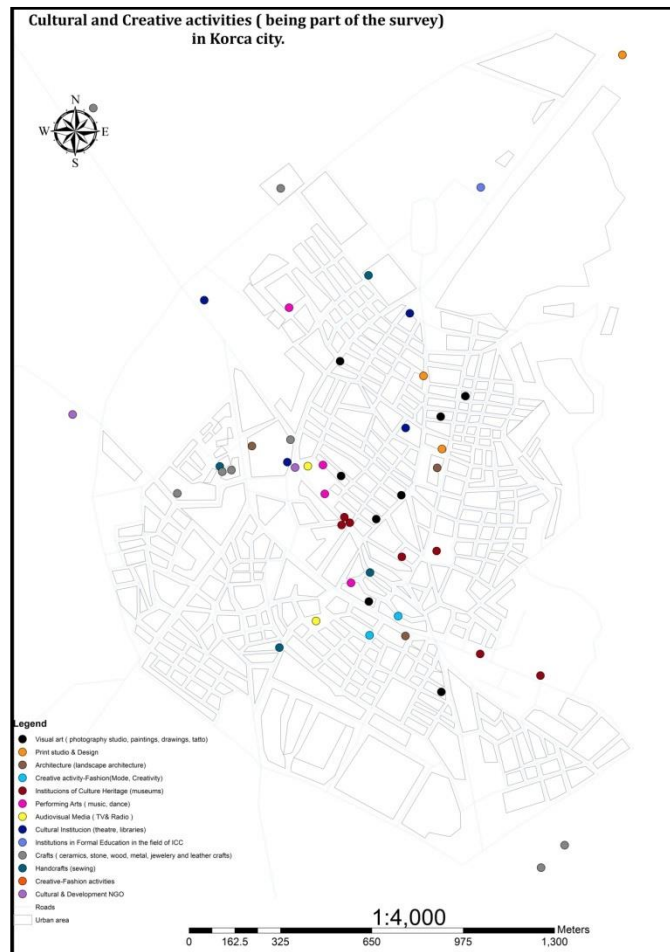 Cultural and Creative activities ( being part of the survey)
in Korca city.
N
W E
S
Legend
Visual art ( photography studio, paintings, drawings, tatto)
Print studio & Design
Architecture (landscape architecture)
Creative activity-Fashion(Mode, Creativity)
Institucions of Culture Heritage (museums)
Performing Arts ( music, dance)
Audiovisual Media ( TV& Radio )
Cultural Institucion (theatre, libraries)
Institutions in Formal Education in the field of ICC
Crafts ( ceramics, stone, wood, metal, jewelery and leather crafts)
Handcrafts (sewing)
Creative-Fashion activities
Cultural & Development NGO
Roads
Urban area
1:4,000
Meters
0 162.5 325 650 975 1,300